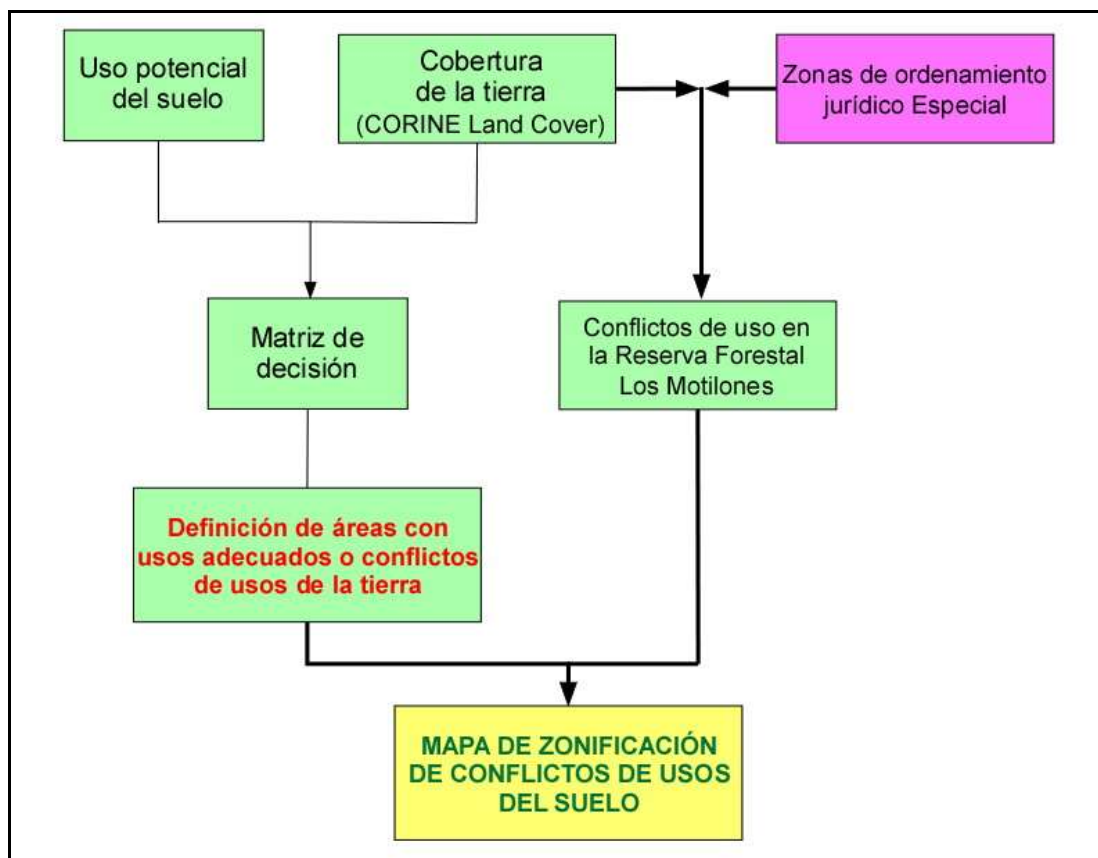 Uso potencial
del suelo
Cobertura
de la tierra
(CORINE Land Cover)
Zonas de ordenamiento
jurídico Especial
Matriz de
decisión
Conflictos de uso en
la Reserva Forestal
Los Motilones
Definición de áreas con
usos adecuados o conflictos
de usos de la tierra
MAPA DE ZONIFICACIÓN
DE CONFLICTOS DE USOS
DEL SUELO